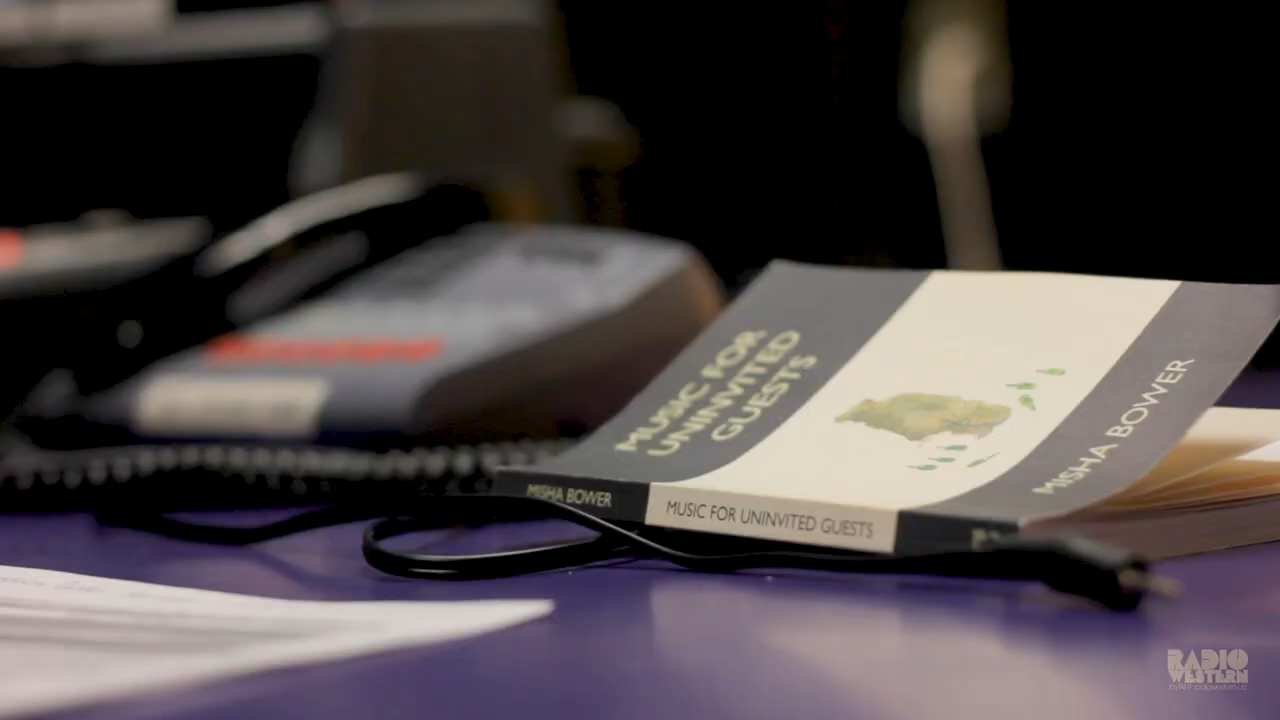 MUSIC FOR
UNINVITED
GUESTS
MISHA BOWER
MISHA BOWER
MUSIC FOR UNINVITED GUESTS
RADIO
WESTERN